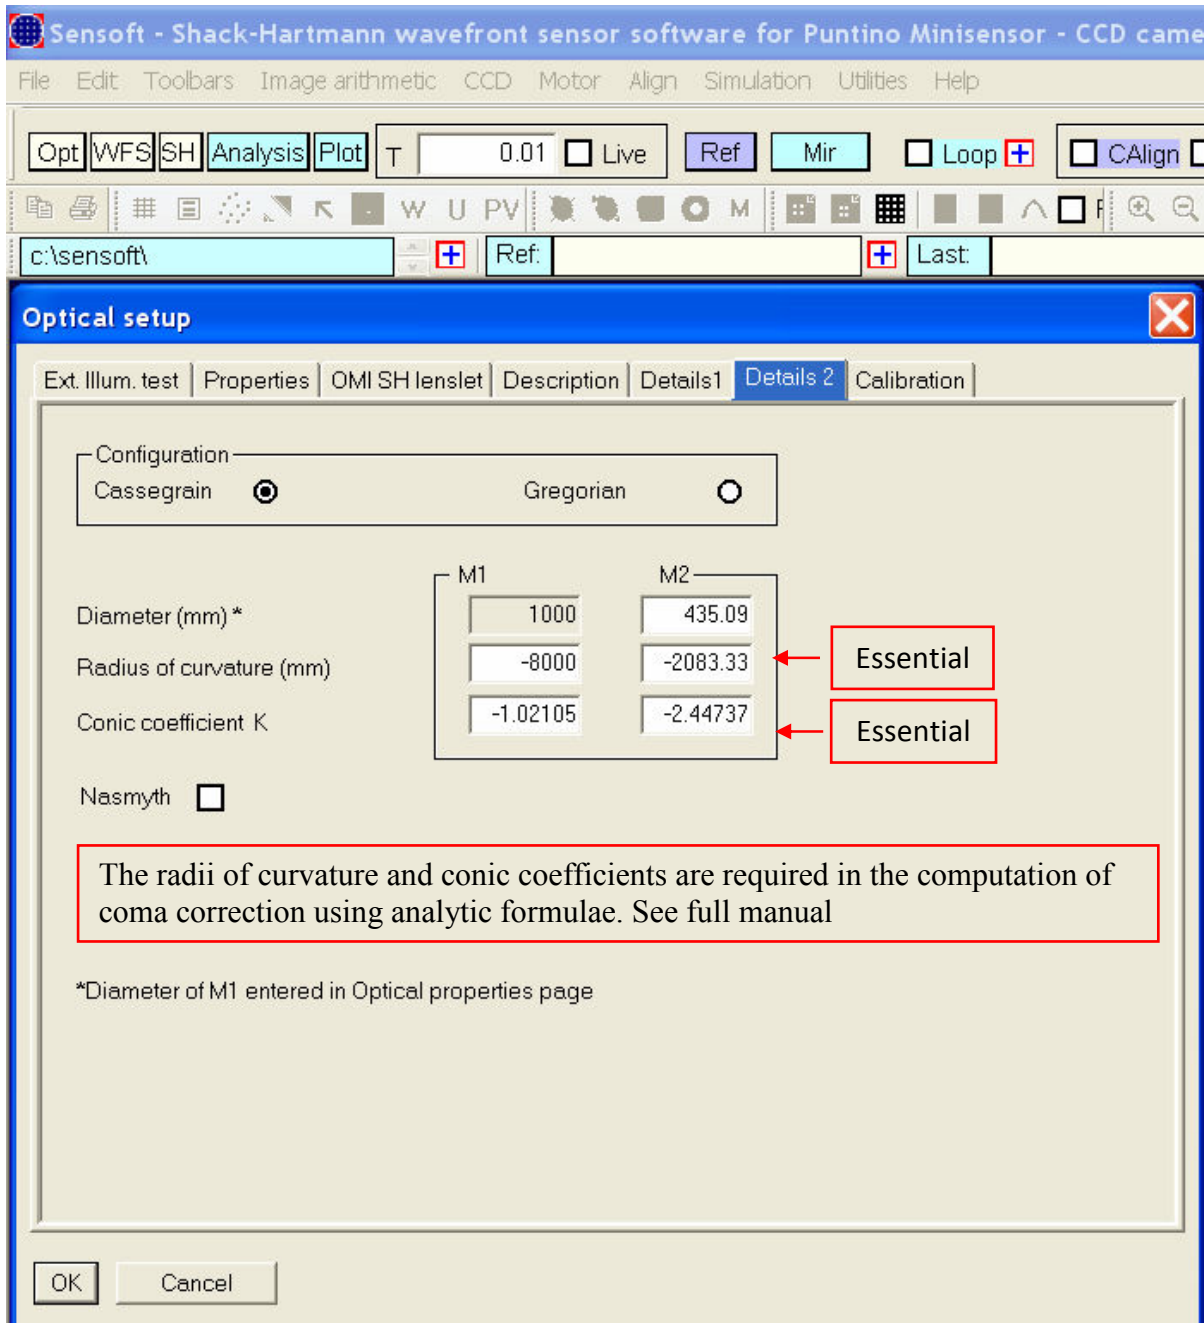 Sensoft - Shack-Hartmann wavefront sensor software for Puntino Minisensor - CCD came
File Edit Toolbars Image arithmetic CCD Motor Align Simulation Utilities Help
Opt WFS SH Analysis Plot T 0.01 Live Ref Mir Loop CAlign
W U PV M
c:\sensoft\ Ref: Last:
Optical setup
Ext. Illum. test Properties OMI SH lenslet Description Details1 Details 2 Calibration
Configuration
Cassegrain Gregorian
M1 M2
Diameter (mm) * 1000 435.09
Radius of curvature (mm) -8000 -2083.33 Essential
Conic coefficient K -1.02105 -2.44737 Essential
Nasmyth
The radii of curvature and conic coefficients are required in the computation of
coma correction using analytic formulae. See full manual
*Diameter of M1 entered in Optical properties page
OK Cancel